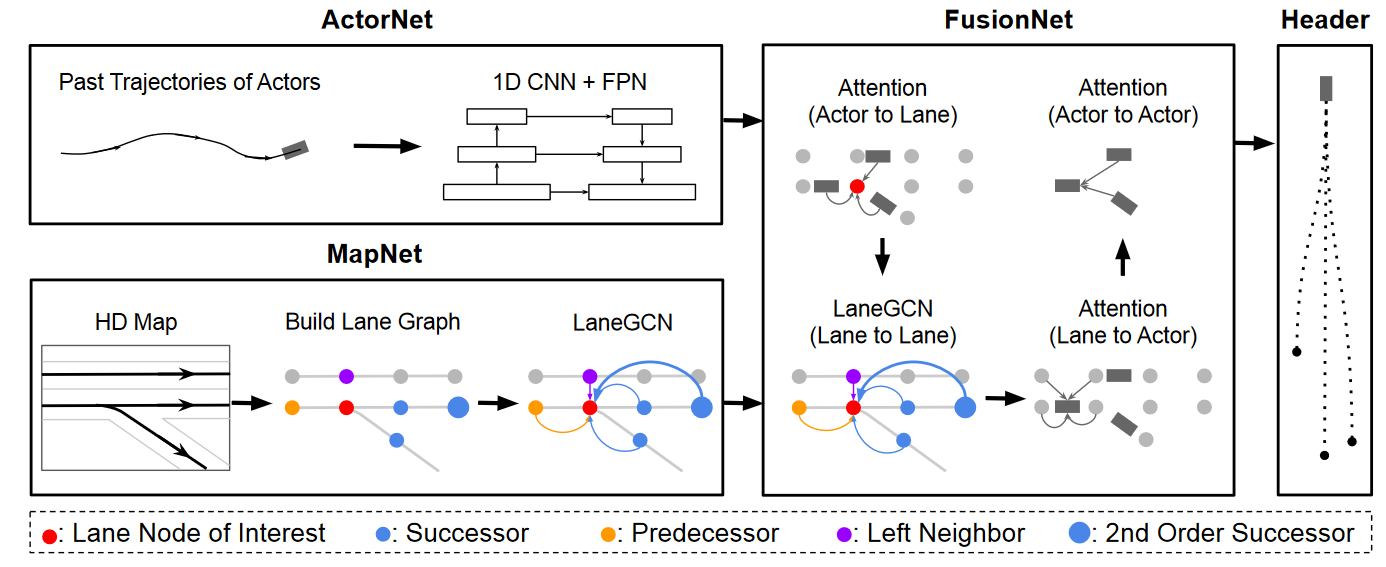 ActorNet
Past Trajectories of Actors
1D CNN + FPN
MapNet
HD Map
Build Lane Graph
LaneGCN
FusionNet
Attention
(Actor to Lane)
Attention
(Actor to Actor)
LaneGCN
(Lane to Lane)
Attention
(Lane to Actor)
Header
: Lane Node of Interest
: Successor
: Predecessor
: Left Neighbor
: 2nd Order Successor